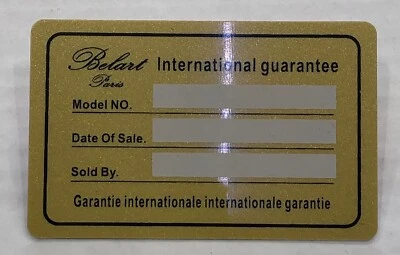 Belart International guarantee
Paris
Model NO.
Date Of Sale.
Sold By.
Garantie internationale internationale garantie